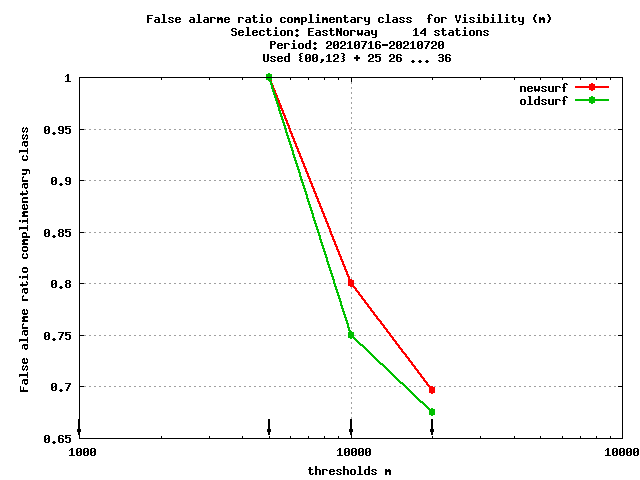 False alarme ratio complimentary class  for Visibility (m)
Selection: EastNorway     14 stations
Period: 20210716-20210720
Used {00,12} + 25 26 ... 36
newsurf
oldsurf
False alarme ratio complimentary class
1
0.95
0.9
0.85
0.8
0.75
0.7
0.65
1000
10000
10000
thresholds m